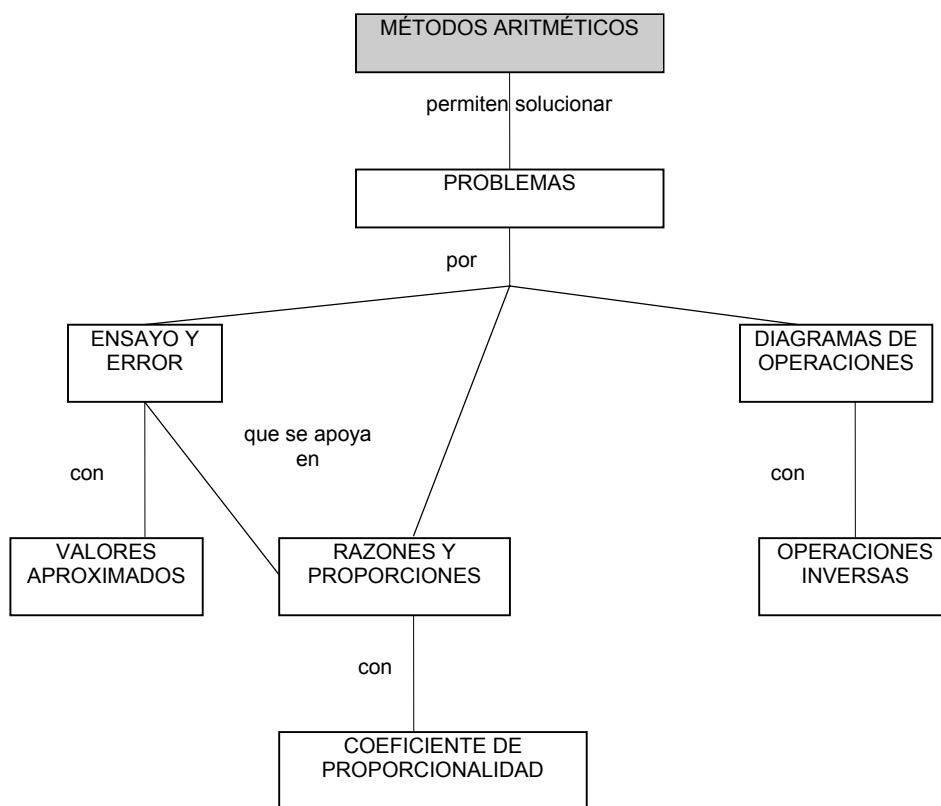 MÉTODOS ARITMÉTICOS
permiten solucionar
PROBLEMAS
por
ENSAYO Y
ERROR
DIAGRAMAS DE
OPERACIONES
que se apoya
en
con
con
VALORES
APROXIMADOS
RAZONES Y
PROPORCIONES
OPERACIONES
INVERSAS
con
COEFICIENTE DE
PROPORCIONALIDAD